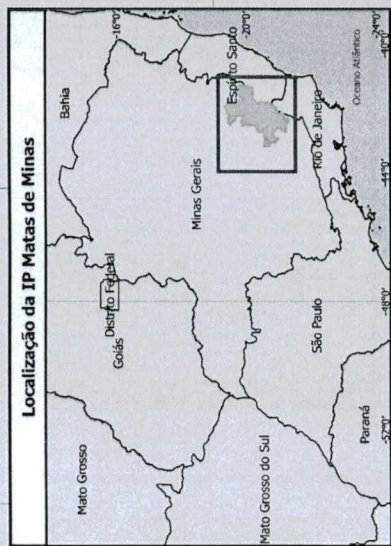 Localização da IP Matas de Minas
Mato Grosso
Goiás
Distrito Federal
Bahia
-16°0'
Mato Grosso do Sul
Minas Gerais
Espírito Santo
-20°0'
Paraná
São Paulo
Rio de Janeiro
Oceano Atlântico
-24°0'
-52°0'
-48°0'
-44°0'
-40°0'